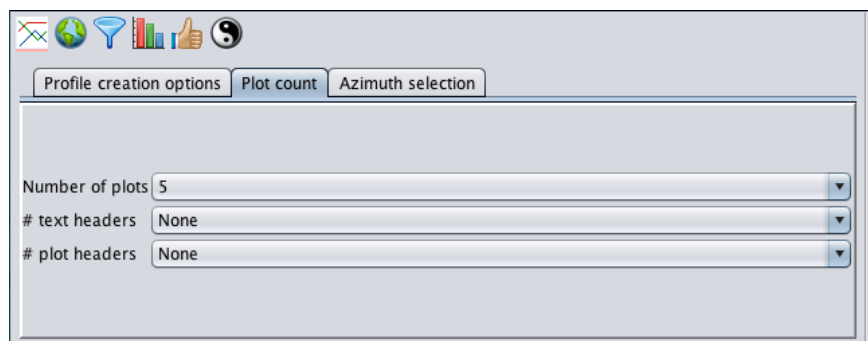 Profile creation options Plot count Azimuth selection
Number of plots 5
# text headers None
# plot headers None